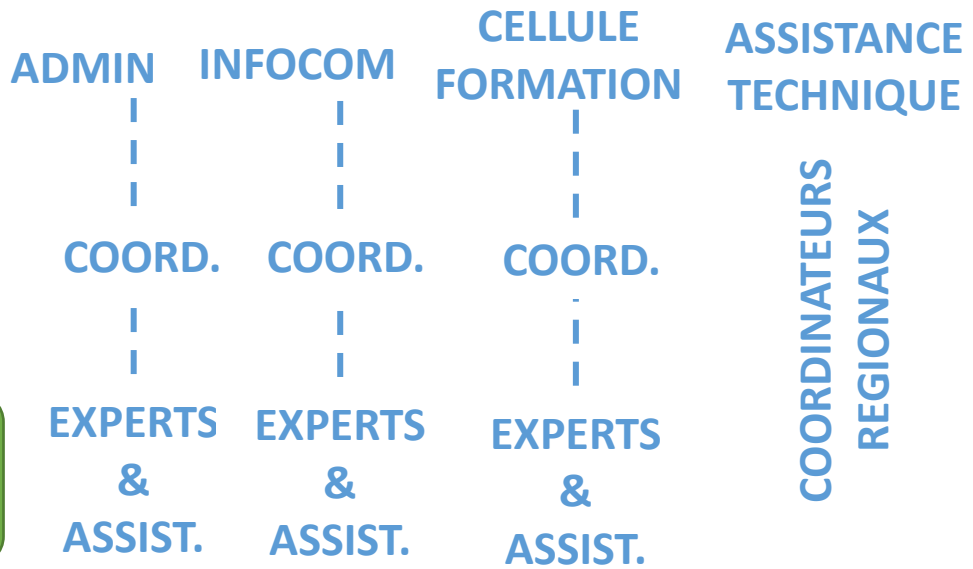 ADMIN
COORD.
EXPERTS
&
ASSIST.
INFOCOM
COORD.
EXPERTS
&
ASSIST.
CELLULE
FORMATION
COORD.
EXPERTS
&
ASSIST.
ASSISTANCE
TECHNIQUE
COORDINATEURS
REGIONAUX